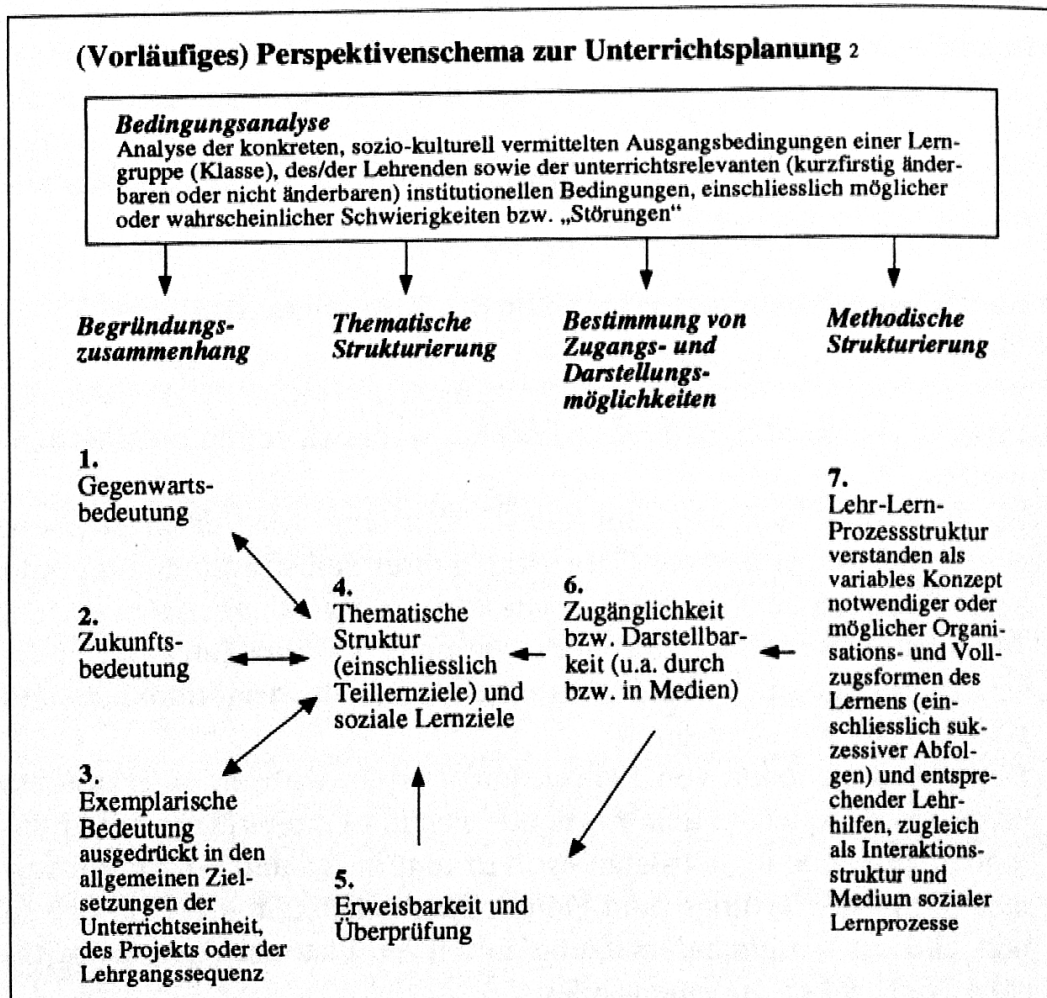 (Vorläufiges) Perspektivenschema zur Unterrichtsplanung 2
Bedingungsanalyse
Analyse der konkreten, sozio-kulturell vermittelten Ausgangsbedingungen einer Lern-
gruppe (Klasse), des/der Lehrenden sowie der unterrichtsrelevanten (kurzfirstig änder-
baren oder nicht änderbaren) institutionellen Bedingungen, einschliesslich möglicher
oder wahrscheinlicher Schwierigkeiten bzw. „Störungen“
Begründungs-
zusammenhang
Thematische
Strukturierung
Bestimmung von
Zugangs- und
Darstellungs-
möglichkeiten
Methodische
Strukturierung
1.
Gegenwarts-
bedeutung
2.
Zukunfts-
bedeutung
3.
Exemplarische
Bedeutung
ausgedrückt in den
allgemeinen Ziel-
setzungen der
Unterrichtseinheit,
des Projekts oder der
Lehrgangssequenz
4.
Thematische
Struktur
(einschliesslich
Teillernziele) und
soziale Lernziele
5.
Erweisbarkeit und
Überprüfung
6.
Zugänglichkeit
bzw. Darstellbar-
keit (u.a. durch
bzw. in Medien)
7.
Lehr-Lern-
Prozessstruktur
verstanden als
variables Konzept
notwendiger oder
möglicher Organi-
sations- und Voll-
zugsformen des
Lernens (ein-
schliesslich suk-
zessiver Abfol-
gen) und entspre-
chender Lehr-
hilfen, zugleich
als Interaktions-
struktur und
Medium sozialer
Lernprozesse